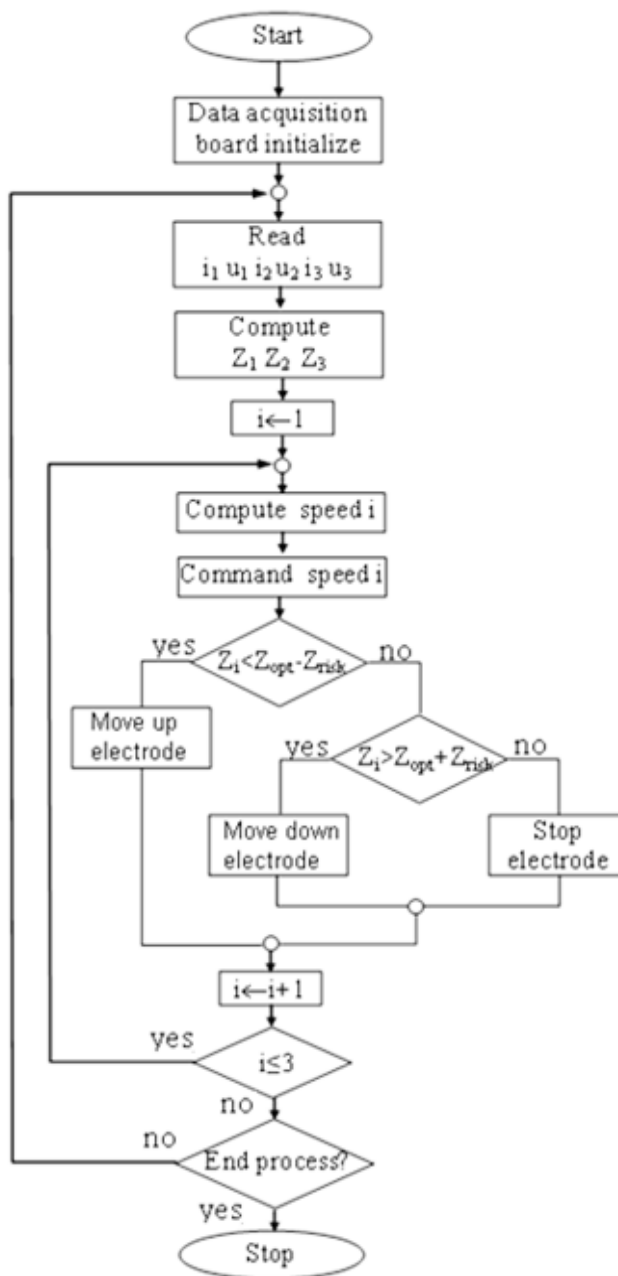 Start
Data acquisition
board initialize
Read
i₁ u₁ i₂ u₂ i₃ u₃
Compute
Z₁ Z₂ Z₃
i←1
Compute speed i
Command speed i
yes
Zᵢ<Zopt-Zrisk
no
Move up
electrode
yes
Zᵢ>Zopt+Zrisk
no
Move down
electrode
Stop
electrode
i←i+1
yes
i≤3
no
no
End process?
yes
Stop